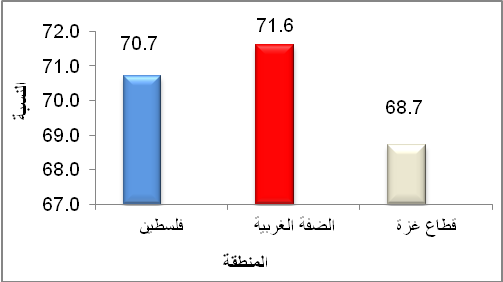 72.0
71.0
70.0
69.0
68.0
67.0
النسبة
70.7
71.6
68.7
فلسطين
الضفة الغربية
قطاع غزة
المنطقة